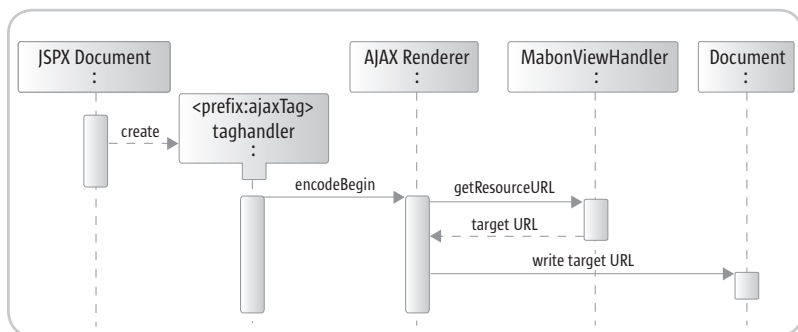 JSPX Document
:
AJAX Renderer
:
MabonViewHandler
:
Document
:
<prefix:ajaxTag>
taghandler
:
create
encodeBegin
getResourceURL
target URL
write target URL